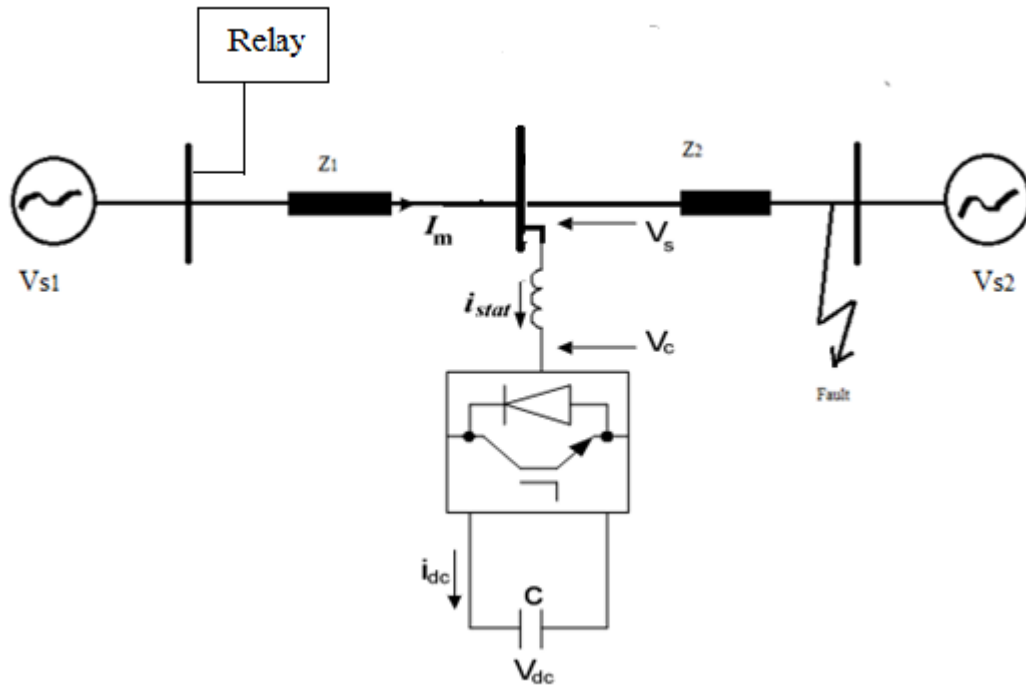 Relay
Z1
Z2
Im
Vs
Vs1
Vs2
istat
Vc
Fault
idc
C
Vdc